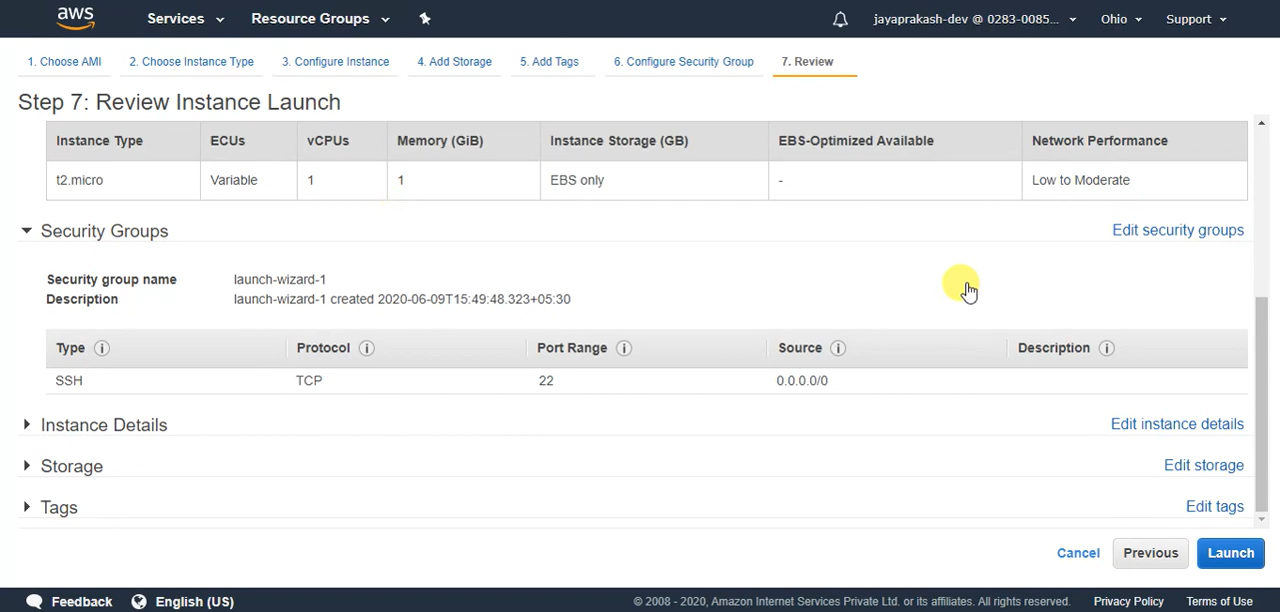 aws Services Resource Groups jayaprakash-dev @ 0283-0085... Ohio Support
1. Choose AMI 2. Choose Instance Type 3. Configure Instance 4. Add Storage 5. Add Tags 6. Configure Security Group 7. Review
Step 7: Review Instance Launch
Instance Type ECUs vCPUs Memory (GiB) Instance Storage (GB) EBS-Optimized Available Network Performance
t2.micro Variable 1 1 EBS only - Low to Moderate
Security Groups Edit security groups
Security group name launch-wizard-1
Description launch-wizard-1 created 2020-06-09T15:49:48.323+05:30
Type i Protocol i Port Range i Source i Description i
SSH TCP 22 0.0.0.0/0
Instance Details Edit instance details
Storage Edit storage
Tags Edit tags
Cancel Previous Launch
Feedback English (US) © 2008 - 2020, Amazon Internet Services Private Ltd. or its affiliates. All rights reserved. Privacy Policy Terms of Use